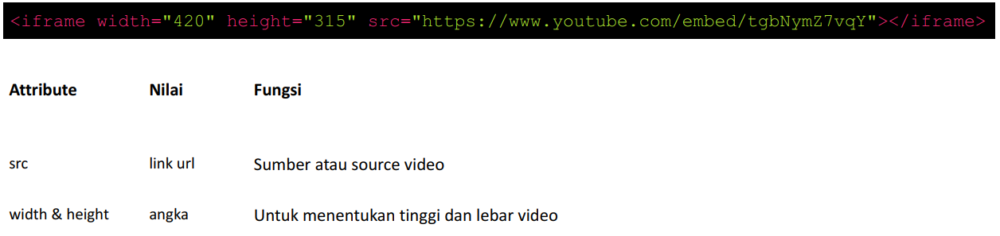 <iframe width="420" height="315" src="https://www.youtube.com/embed/tgbNymZ7vqY"></iframe>
Attribute Nilai Fungsi
src link url Sumber atau source video
width & height angka Untuk menentukan tinggi dan lebar video